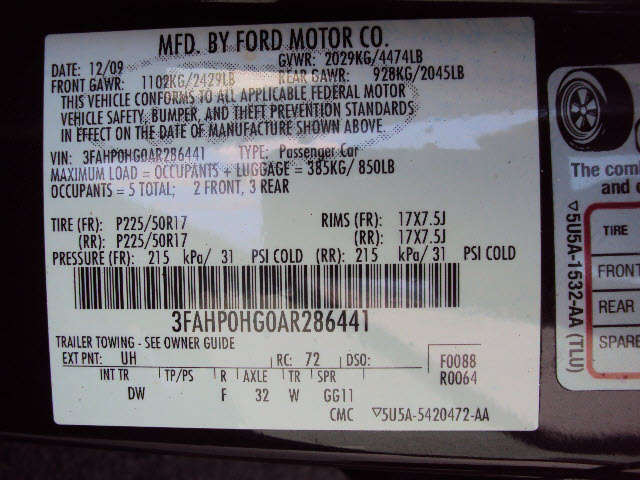 MFD. BY FORD MOTOR CO.
DATE: 12/09 GVWR: 2029KG/4474LB
FRONT GAWR: 1102KG/2429LB REAR GAWR: 928KG/2045LB
THIS VEHICLE CONFORMS TO ALL APPLICABLE FEDERAL MOTOR
VEHICLE SAFETY, BUMPER, AND THEFT PREVENTION STANDARDS
IN EFFECT ON THE DATE OF MANUFACTURE SHOWN ABOVE.
VIN: 3FAHP0HG0AR286441 TYPE: Passenger Car
MAXIMUM LOAD = OCCUPANTS + LUGGAGE = 385KG/ 850LB
OCCUPANTS = 5 TOTAL; 2 FRONT, 3 REAR
TIRE (FR): P225/50R17 RIMS (FR): 17X7.5J
(RR): P225/50R17 (RR): 17X7.5J
PRESSURE (FR): 215 kPa/ 31 PSI COLD (RR): 215 kPa/ 31 PSI COLD
3FAHP0HG0AR286441
TRAILER TOWING - SEE OWNER GUIDE
EXT PNT: UH RC: 72 DSO: F0088
INT TR TP/PS R AXLE TR SPR R0064
DW F 32 W GG11
CMC ▽5U5A-5420472-AA
The com
and
▽5U5A-1532-AA (TLU)
TIRE
FRONT
REAR
SPARE